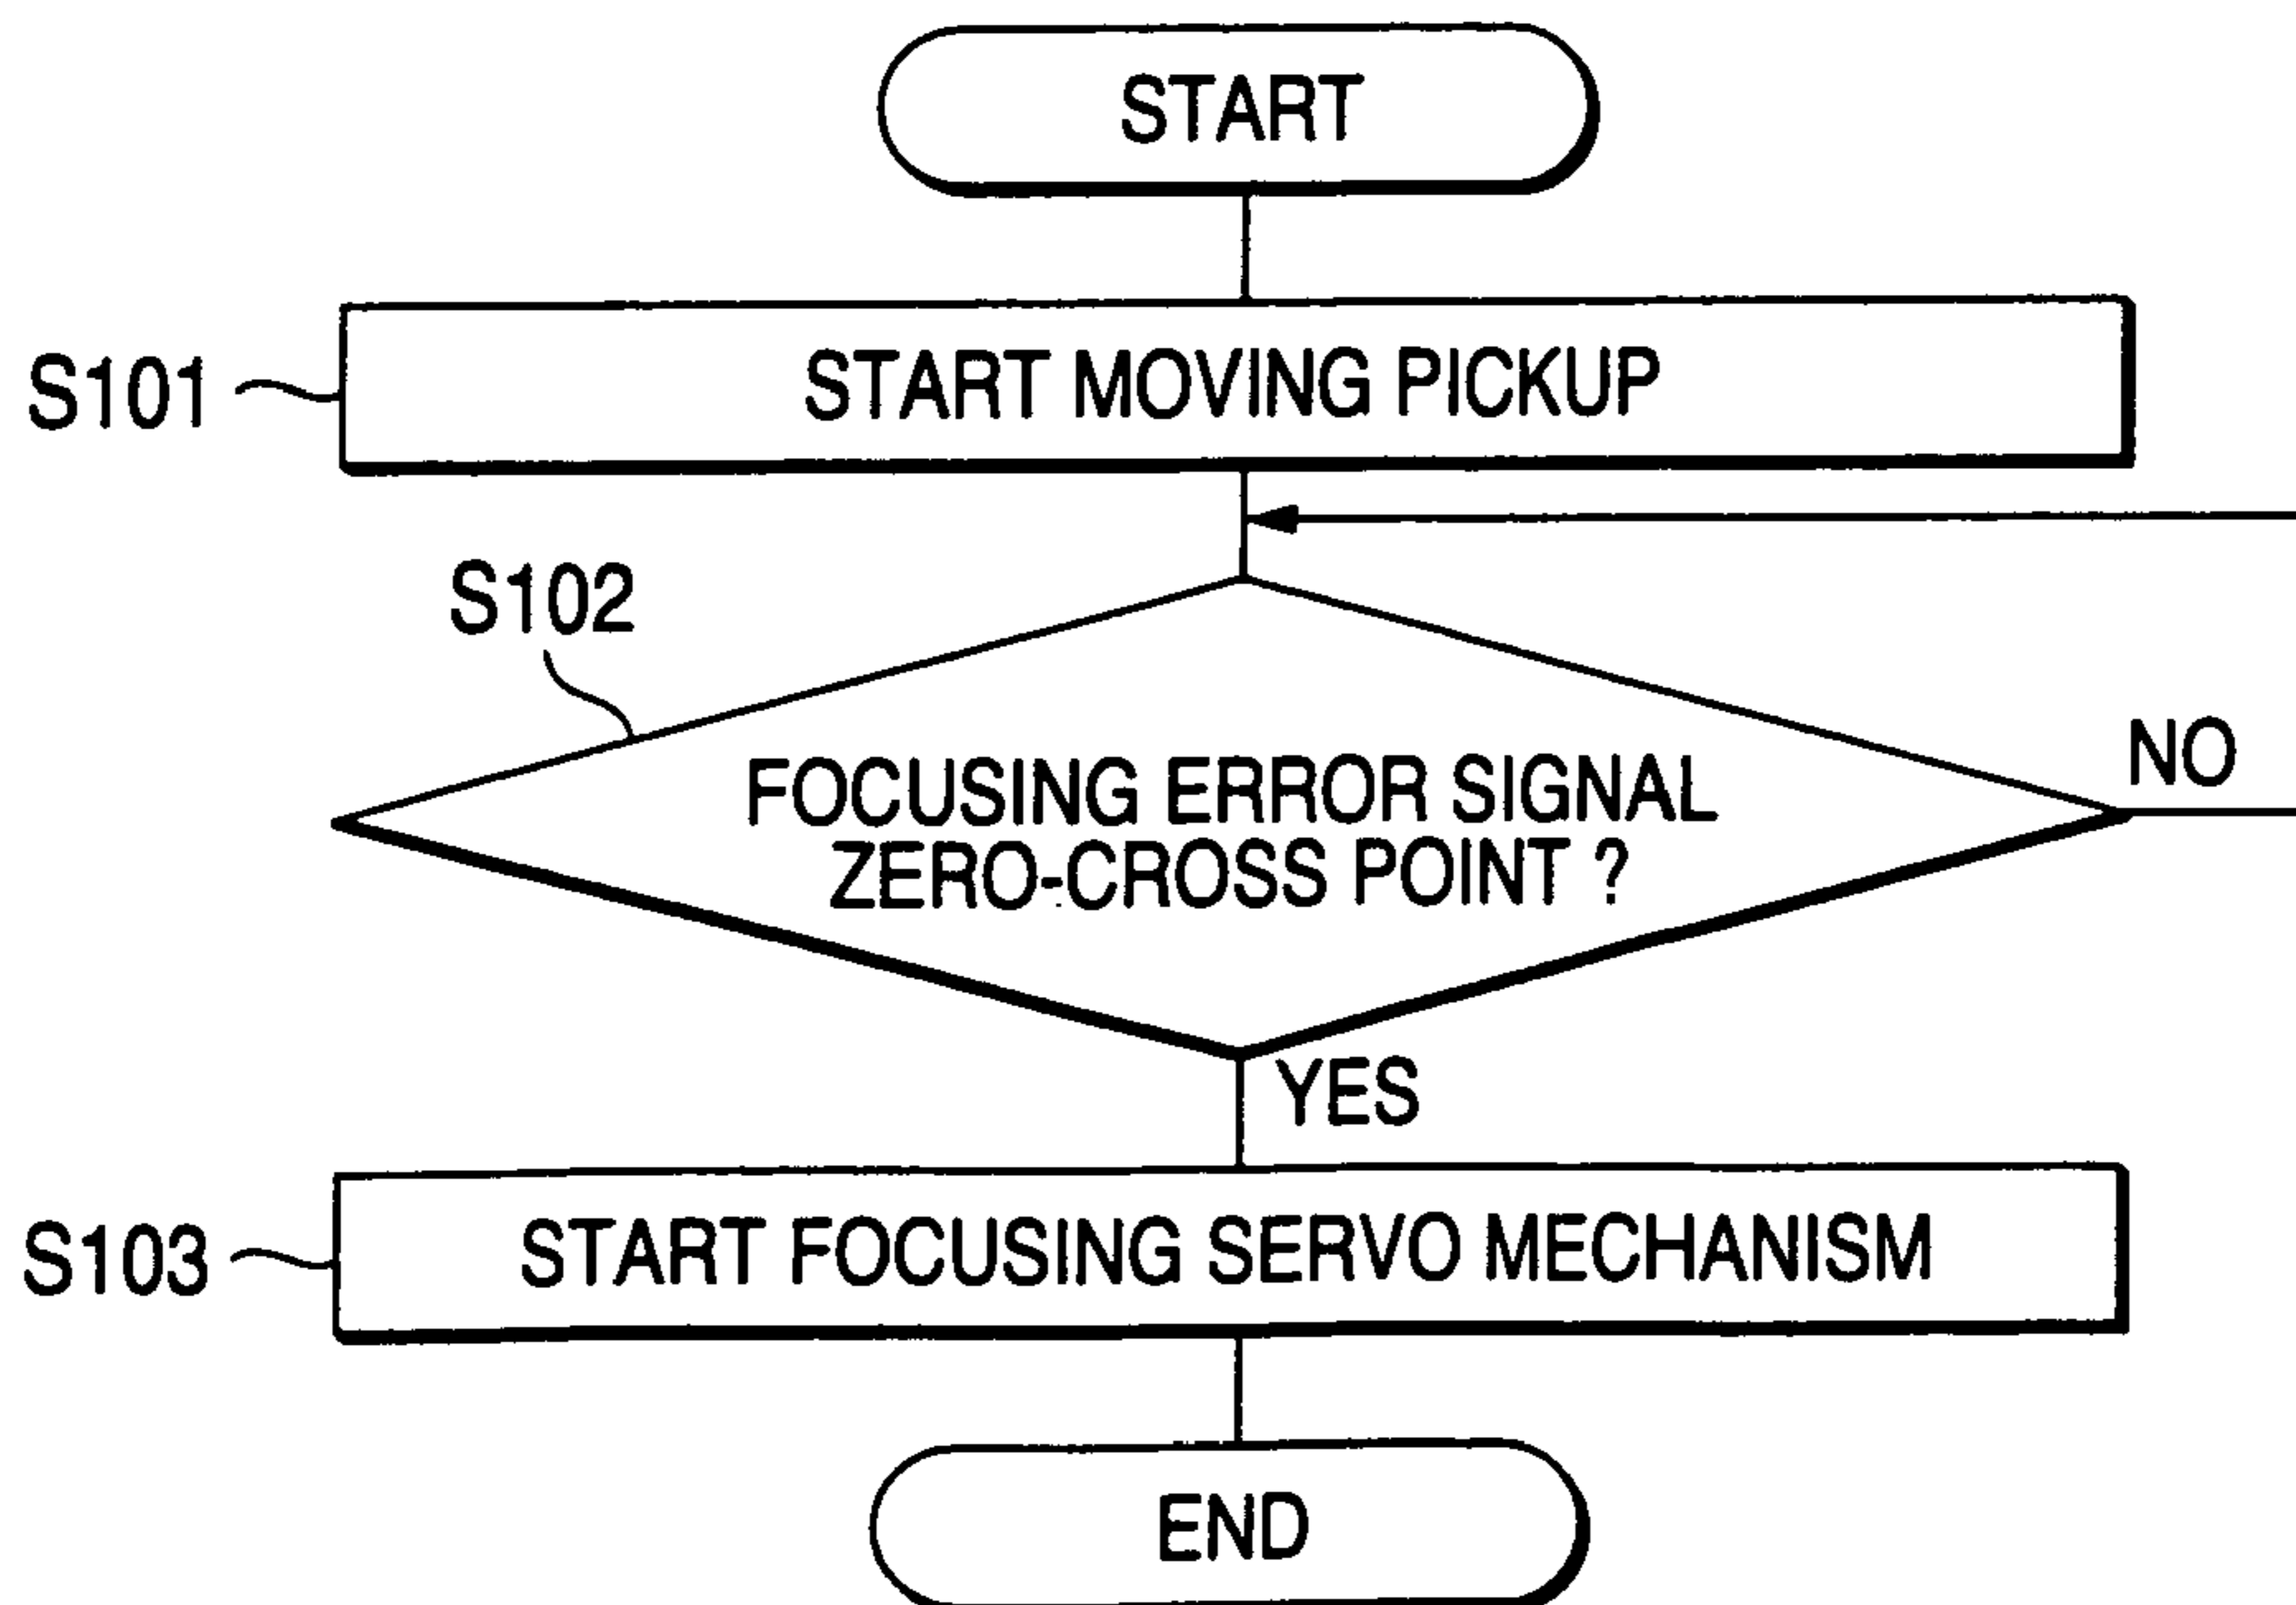 START
S101
START MOVING PICKUP
S102
FOCUSING ERROR SIGNAL
ZERO-CROSS POINT ?
NO
YES
S103
START FOCUSING SERVO MECHANISM
END